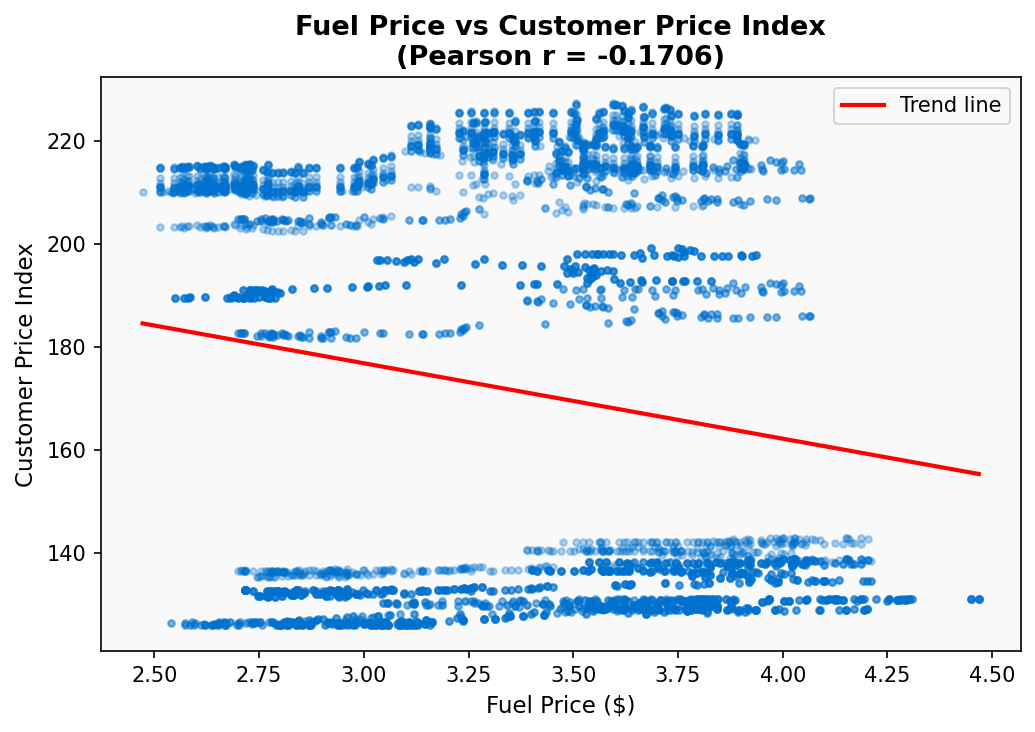 Fuel Price vs Customer Price Index
(Pearson r = -0.1706)
Trend line
Customer Price Index
220
200
180
160
140
2.50 2.75 3.00 3.25 3.50 3.75 4.00 4.25 4.50
Fuel Price ($)